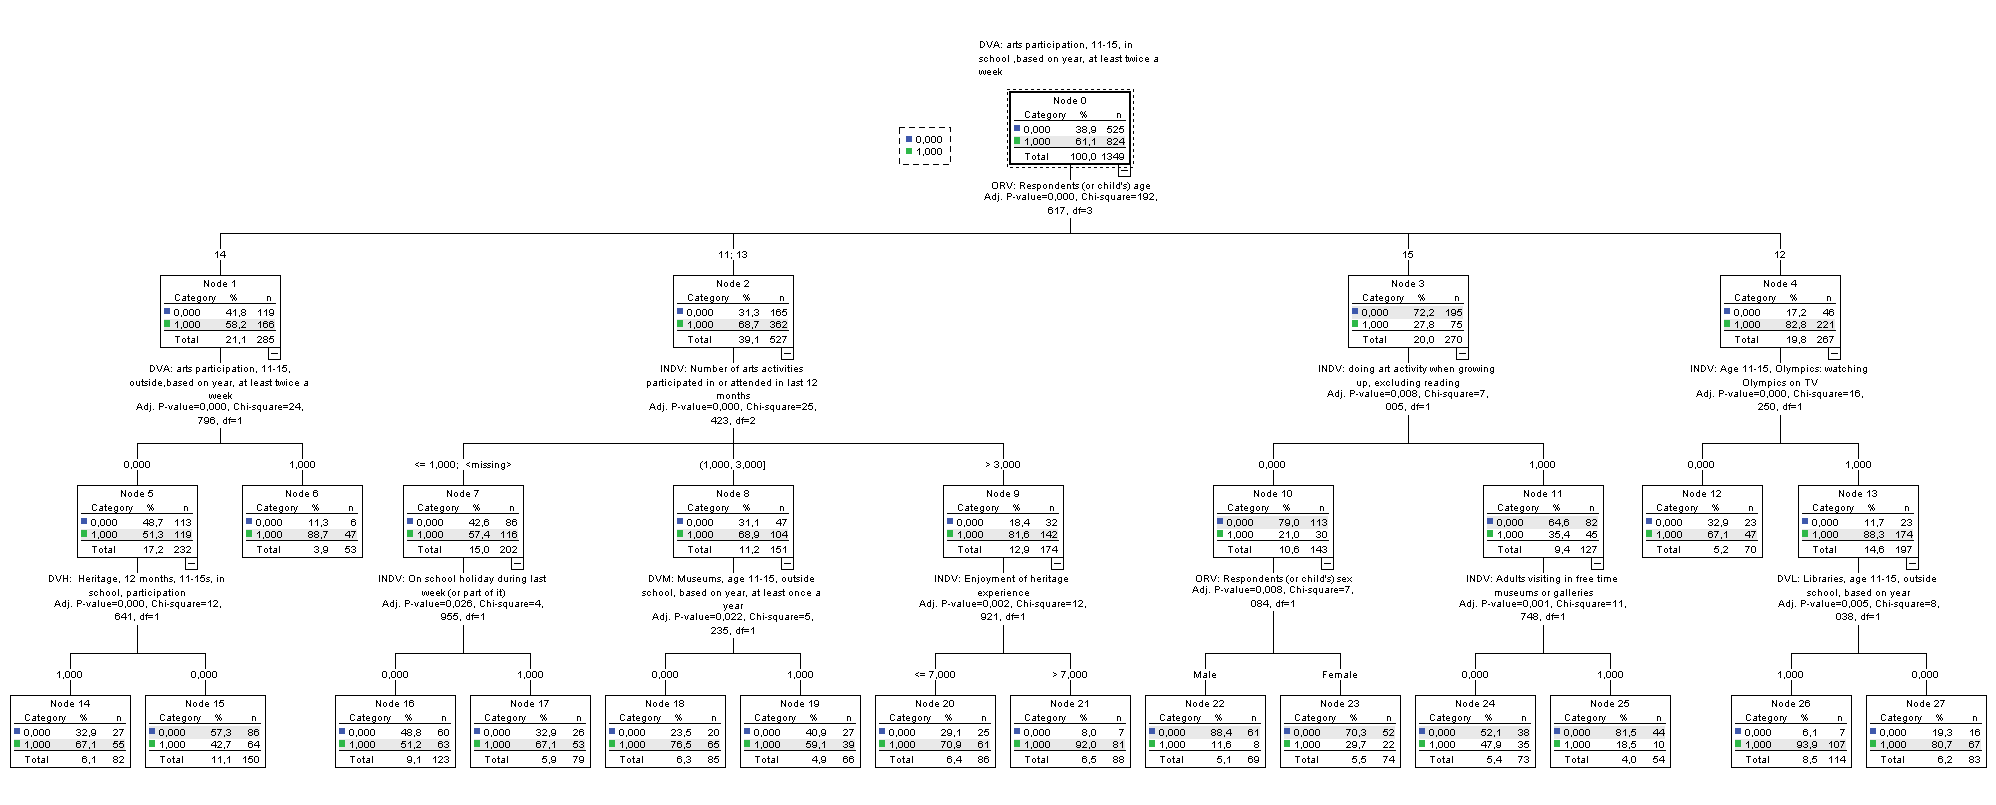 DVA: arts participation, 11-15, in
school ,based on year, at least twice a
week
Node 0
Category % n
0,000 38,9 525
1,000 61,1 824
Total 100,0 1349
0,000
1,000
ORV: Respondents (or child's) age
Adj. P-value=0,000, Chi-square=192,
617, df=3
14
11; 13
15
12
Node 1
Category % n
0,000 41,8 119
1,000 58,2 166
Total 21,1 285
Node 2
Category % n
0,000 31,3 165
1,000 68,7 362
Total 39,1 527
Node 3
Category % n
0,000 72,2 195
1,000 27,8 75
Total 20,0 270
Node 4
Category % n
0,000 17,2 46
1,000 82,8 221
Total 19,8 267
DVA: arts participation, 11-15,
outside,based on year, at least twice a
week
Adj. P-value=0,000, Chi-square=24,
796, df=1
INDV: Number of arts activities
participated in or attended in last 12
months
Adj. P-value=0,000, Chi-square=25,
423, df=2
INDV: doing art activity when growing
up, excluding reading
Adj. P-value=0,008, Chi-square=7,
005, df=1
INDV: Age 11-15, Olympics: watching
Olympics on TV
Adj. P-value=0,000, Chi-square=16,
250, df=1
0,000
1,000
<= 1,000; <missing>
(1,000, 3,000]
> 3,000
0,000
1,000
0,000
1,000
Node 5
Category % n
0,000 48,7 113
1,000 51,3 119
Total 17,2 232
Node 6
Category % n
0,000 11,3 6
1,000 88,7 47
Total 3,9 53
Node 7
Category % n
0,000 42,6 86
1,000 57,4 116
Total 15,0 202
Node 8
Category % n
0,000 31,1 47
1,000 68,9 104
Total 11,2 151
Node 9
Category % n
0,000 18,4 32
1,000 81,6 142
Total 12,9 174
Node 10
Category % n
0,000 79,0 113
1,000 21,0 30
Total 10,6 143
Node 11
Category % n
0,000 64,6 82
1,000 35,4 45
Total 9,4 127
Node 12
Category % n
0,000 32,9 23
1,000 67,1 47
Total 5,2 70
Node 13
Category % n
0,000 11,7 23
1,000 88,3 174
Total 14,6 197
DVH: Heritage, 12 months, 11-15s, in
school, participation
Adj. P-value=0,000, Chi-square=12,
641, df=1
INDV: On school holiday during last
week (or part of it)
Adj. P-value=0,026, Chi-square=4,
955, df=1
DVM: Museums, age 11-15, outside
school, based on year, at least once a
year
Adj. P-value=0,022, Chi-square=5,
235, df=1
INDV: Enjoyment of heritage
experience
Adj. P-value=0,002, Chi-square=12,
921, df=1
ORV: Respondents (or child's) sex
Adj. P-value=0,008, Chi-square=7,
084, df=1
INDV: Adults visiting in free time
museums or galleries
Adj. P-value=0,001, Chi-square=11,
748, df=1
DVL: Libraries, age 11-15, outside
school, based on year
Adj. P-value=0,005, Chi-square=8,
038, df=1
1,000
0,000
0,000
1,000
0,000
1,000
<= 7,000
> 7,000
Male
Female
0,000
1,000
1,000
0,000
Node 14
Category % n
0,000 32,9 27
1,000 67,1 55
Total 6,1 82
Node 15
Category % n
0,000 57,3 86
1,000 42,7 64
Total 11,1 150
Node 16
Category % n
0,000 48,8 60
1,000 51,2 63
Total 9,1 123
Node 17
Category % n
0,000 32,9 26
1,000 67,1 53
Total 5,9 79
Node 18
Category % n
0,000 23,5 20
1,000 76,5 65
Total 6,3 85
Node 19
Category % n
0,000 40,9 27
1,000 59,1 39
Total 4,9 66
Node 20
Category % n
0,000 29,1 25
1,000 70,9 61
Total 6,4 86
Node 21
Category % n
0,000 8,0 7
1,000 92,0 81
Total 6,5 88
Node 22
Category % n
0,000 88,4 61
1,000 11,6 8
Total 5,1 69
Node 23
Category % n
0,000 70,3 52
1,000 29,7 22
Total 5,5 74
Node 24
Category % n
0,000 52,1 38
1,000 47,9 35
Total 5,4 73
Node 25
Category % n
0,000 81,5 44
1,000 18,5 10
Total 4,0 54
Node 26
Category % n
0,000 6,1 7
1,000 93,9 107
Total 8,5 114
Node 27
Category % n
0,000 19,3 16
1,000 80,7 67
Total 6,2 83